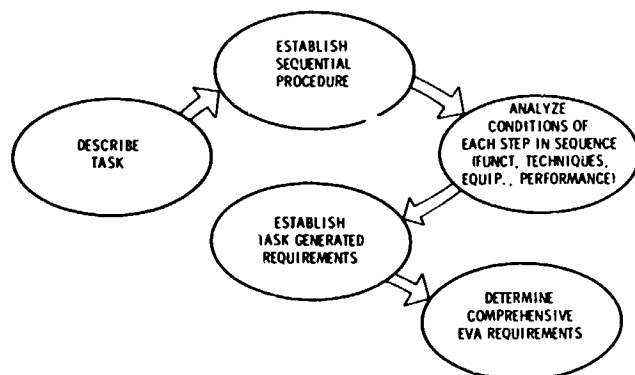 DESCRIBE
TASK
ESTABLISH
SEQUENTIAL
PROCEDURE
ANALYZE
CONDITIONS OF
EACH STEP IN SEQUENCE
(FUNCT, TECHNIQUES,
EQUIP., PERFORMANCE)
ESTABLISH
TASK GENERATED
REQUIREMENTS
DETERMINE
COMPREHENSIVE
EVA REQUIREMENTS